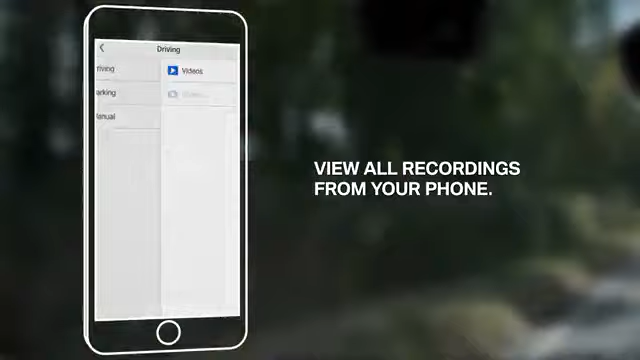 Driving
riving
Videos
arking
anual
VIEW ALL RECORDINGS
FROM YOUR PHONE.